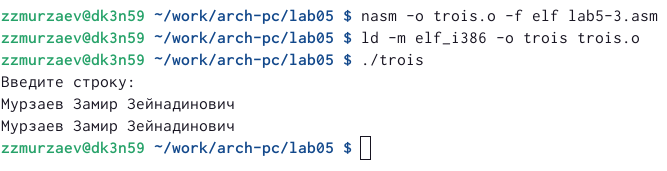 zzmurzaev@dk3n59 ~/work/arch-pc/lab05 $ nasm -o trois.o -f elf lab5-3.asm
zzmurzaev@dk3n59 ~/work/arch-pc/lab05 $ ld -m elf_i386 -o trois trois.o
zzmurzaev@dk3n59 ~/work/arch-pc/lab05 $ ./trois
Введите строку:
Мурзаев Замир Зейнадинович
Мурзаев Замир Зейнадинович
zzmurzaev@dk3n59 ~/work/arch-pc/lab05 $